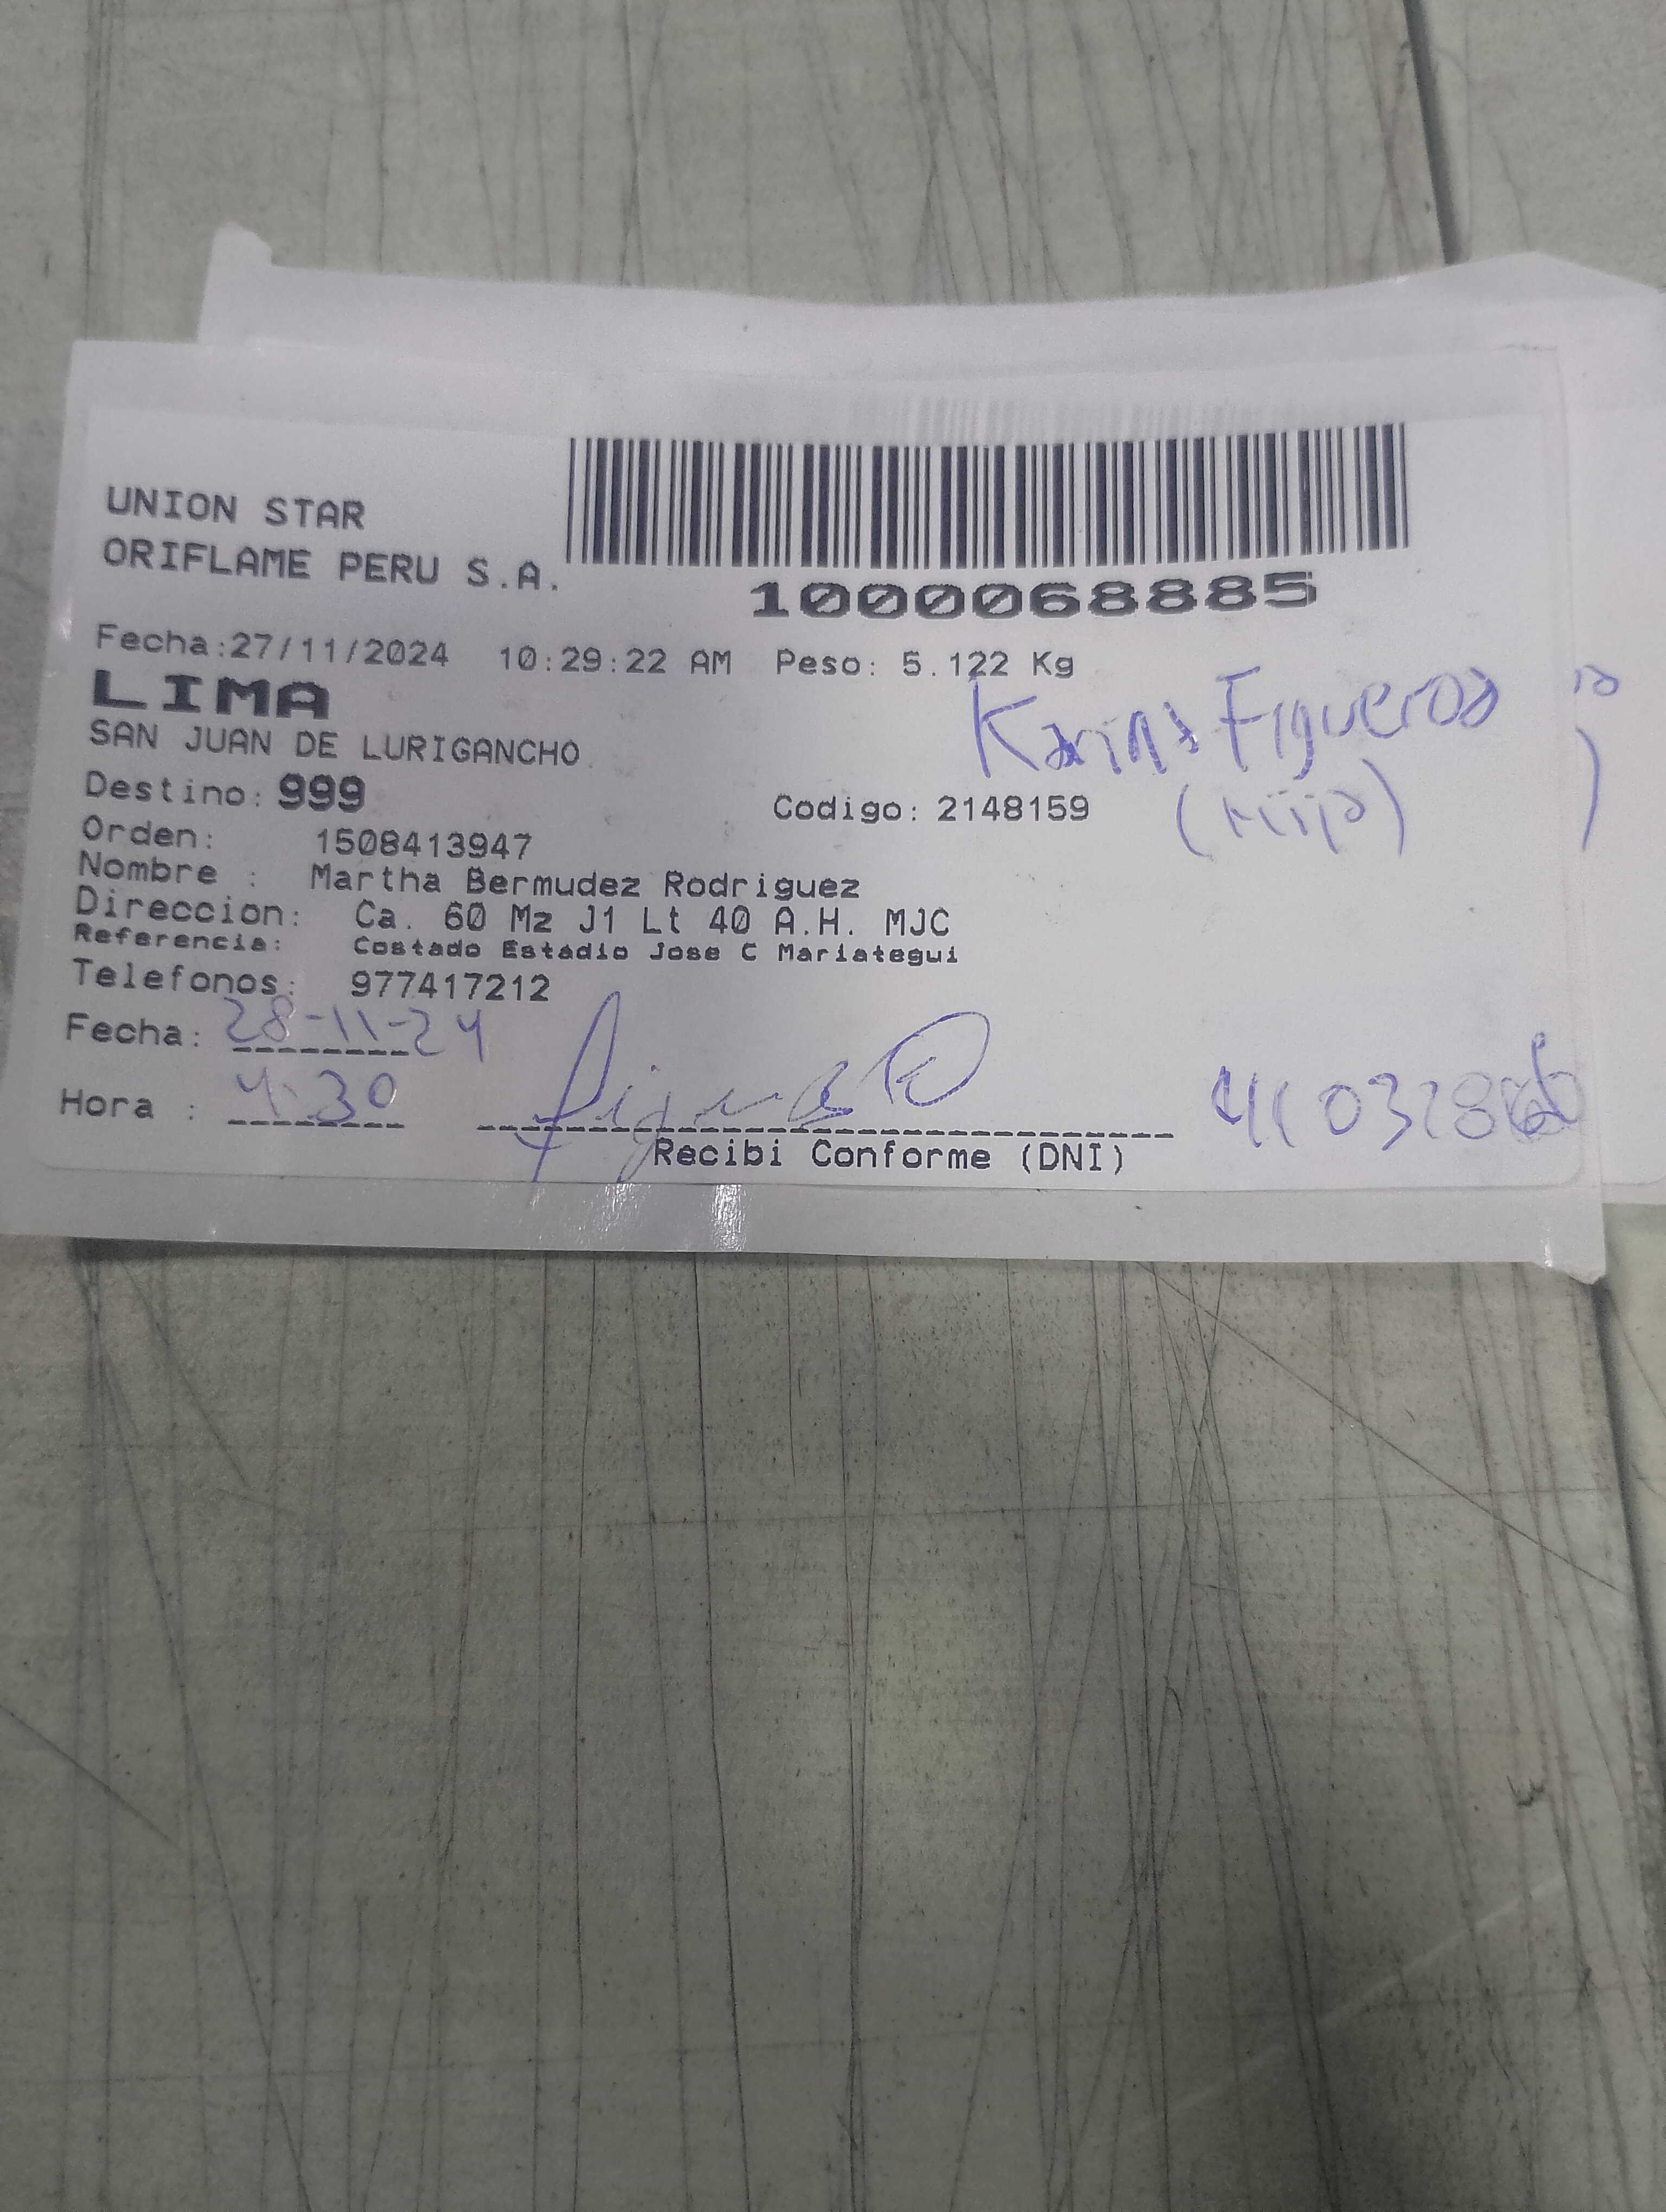 UNION STAR
ORIFLAME PERU S.A.
1000068885
Fecha:27/11/2024 10:29:22 AM Peso: 5.122 Kg
LIMA
Karina Figueroa
SAN JUAN DE LURIGANCHO
Destino: 999
Codigo: 2148159 (Hija)
Orden: 1508413947
Nombre : Martha Bermudez Rodriguez
Direccion: Ca. 60 Mz J1 Lt 40 A.H. MJC
Referencia: Costado Estadio Jose C Mariategui
Telefonos: 977417212
Fecha: 28-11-24
Hora : 4:30
Recibi Conforme (DNI)